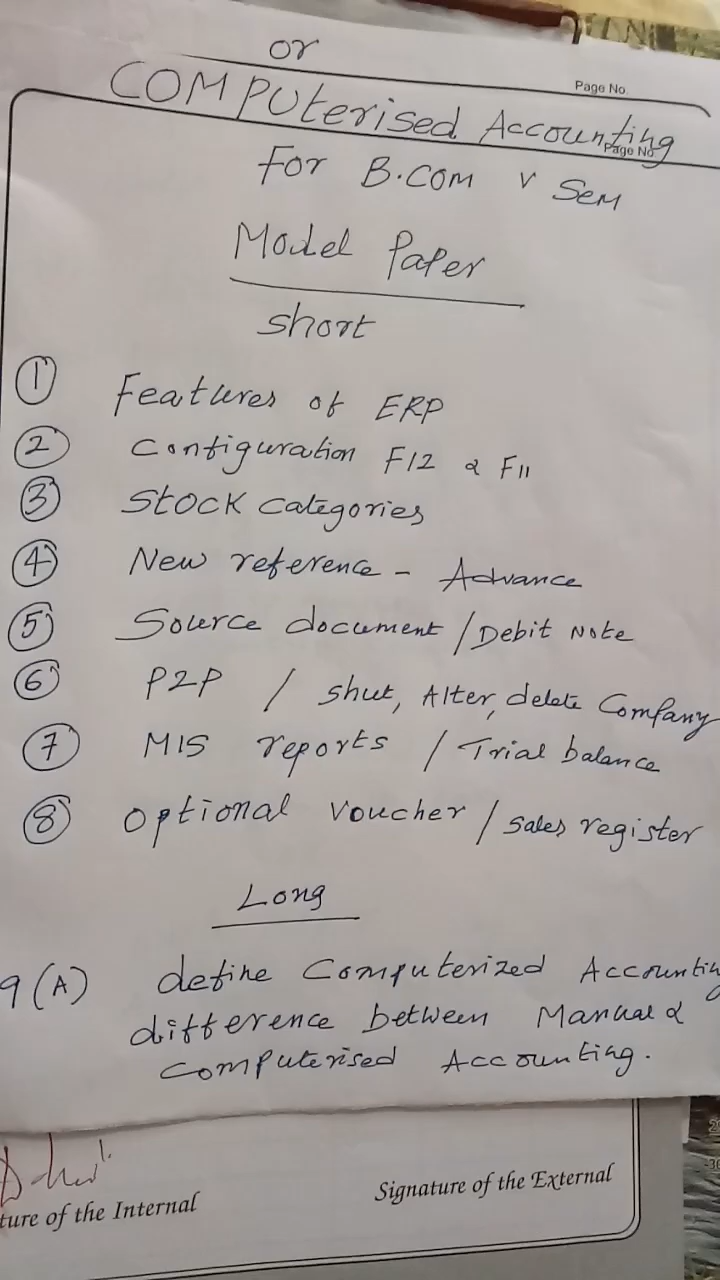 or
Page No.
COMPUterised Accounting
Page No
For B.COM V Sem
Model Paper
Short
1 Features of ERP
2 Configuration F12 & F11
3 Stock Categories
4 New reference - Advance
5 Source document / Debit Note
6 P2P / Shut, Alter, delete Company
7 MIS reports / Trial balance
8 Optional Voucher / Sales register
Long
9 (A) define Computerized Accountin
difference between Manual &
Computerised Accounting.
ture of the Internal
Signature of the External